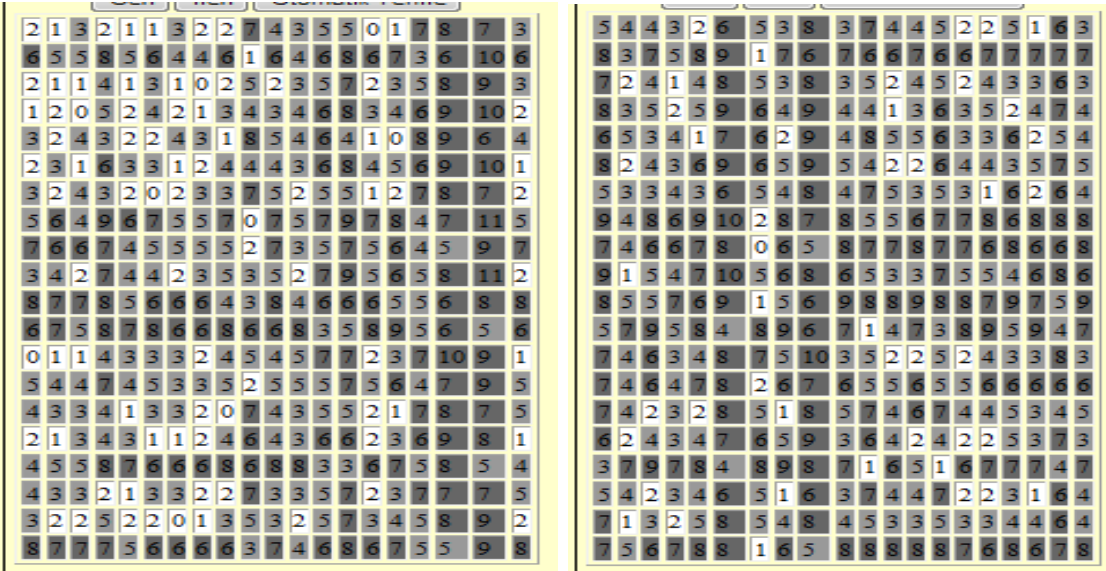 2 1 3 2 1 1 3 2 2 7 4 3 5 5 0 1 7 8 7 3
6 5 5 8 5 6 4 4 6 1 6 4 6 8 6 7 3 6 10 6
2 1 1 4 1 3 1 0 2 5 2 3 5 7 2 3 5 8 9 3
1 2 0 5 2 4 2 1 3 4 3 4 6 8 3 4 6 9 10 2
3 2 4 3 2 2 4 3 1 8 5 4 6 4 1 0 8 9 6 4
2 3 1 6 3 3 1 2 4 4 4 3 6 8 4 5 6 9 10 1
3 2 4 3 2 0 2 3 3 7 5 2 5 5 1 2 7 8 7 2
5 6 4 9 6 7 5 5 7 0 7 5 7 9 7 8 4 7 11 5
7 6 6 7 4 5 5 5 5 2 7 3 5 7 5 6 4 5 9 7
3 4 2 7 4 4 2 3 5 3 5 2 7 9 5 6 5 8 11 2
8 7 7 8 5 6 6 6 4 3 8 4 6 6 6 5 5 6 8 8
6 7 5 8 7 8 6 6 8 6 6 8 3 5 8 9 5 6 5 6
0 1 1 4 3 3 3 2 4 5 4 5 7 7 2 3 7 10 9 1
5 4 4 7 4 5 3 3 5 2 5 5 5 7 5 6 4 7 9 5
4 3 3 4 1 3 3 2 0 7 4 3 5 5 2 1 7 8 7 5
2 1 3 4 3 1 1 2 4 6 4 3 6 6 2 3 6 9 8 1
4 5 5 8 7 6 6 6 8 6 8 8 3 3 6 7 5 8 5 4
4 3 3 2 1 3 3 2 2 7 3 3 5 7 2 3 7 7 7 5
3 2 2 5 2 2 0 1 3 5 3 2 5 7 3 4 5 8 9 2
8 7 7 7 5 6 6 6 6 3 7 4 6 8 6 7 5 5 9 8
5 4 4 3 2 6 5 3 8 3 7 4 4 5 2 2 5 1 6 3
8 3 7 5 8 9 1 7 6 7 6 6 7 6 6 7 7 7 7 7
7 2 4 1 4 8 5 3 8 3 5 2 4 5 2 4 3 3 6 3
8 3 5 2 5 9 6 4 9 4 4 1 3 6 3 5 2 4 7 4
6 5 3 4 1 7 6 2 9 4 8 5 5 6 3 3 6 2 5 4
8 2 4 3 6 9 6 5 9 5 4 2 2 6 4 4 3 5 7 5
5 3 3 4 3 6 5 4 8 4 7 5 3 5 3 1 6 2 6 4
9 4 8 6 9 10 2 8 7 8 5 5 6 7 7 8 6 8 8 8
7 4 6 6 7 8 0 6 5 8 7 7 8 7 7 6 8 6 6 8
9 1 5 4 7 10 5 6 8 6 5 3 3 7 5 5 4 6 8 6
8 5 5 7 6 9 1 5 6 9 8 8 9 8 8 7 9 7 5 9
5 7 9 5 8 4 8 9 6 7 1 4 7 3 8 9 5 9 4 7
7 4 6 3 4 8 7 5 10 3 5 2 2 5 2 4 3 3 8 3
7 4 6 4 7 8 2 6 7 6 5 5 6 5 5 6 6 6 6 6
7 4 2 3 2 8 5 1 8 5 7 4 6 7 4 4 5 3 4 5
6 2 4 3 4 7 6 5 9 3 6 4 2 4 2 2 5 3 7 3
3 7 9 7 8 4 8 9 8 7 1 6 5 1 6 7 7 7 4 7
5 4 2 3 4 6 5 1 6 3 7 4 4 7 2 2 3 1 6 4
7 1 3 2 5 8 5 4 8 4 5 3 3 5 3 3 4 4 6 4
7 5 6 7 8 8 1 6 5 8 8 8 8 8 7 6 8 6 7 8